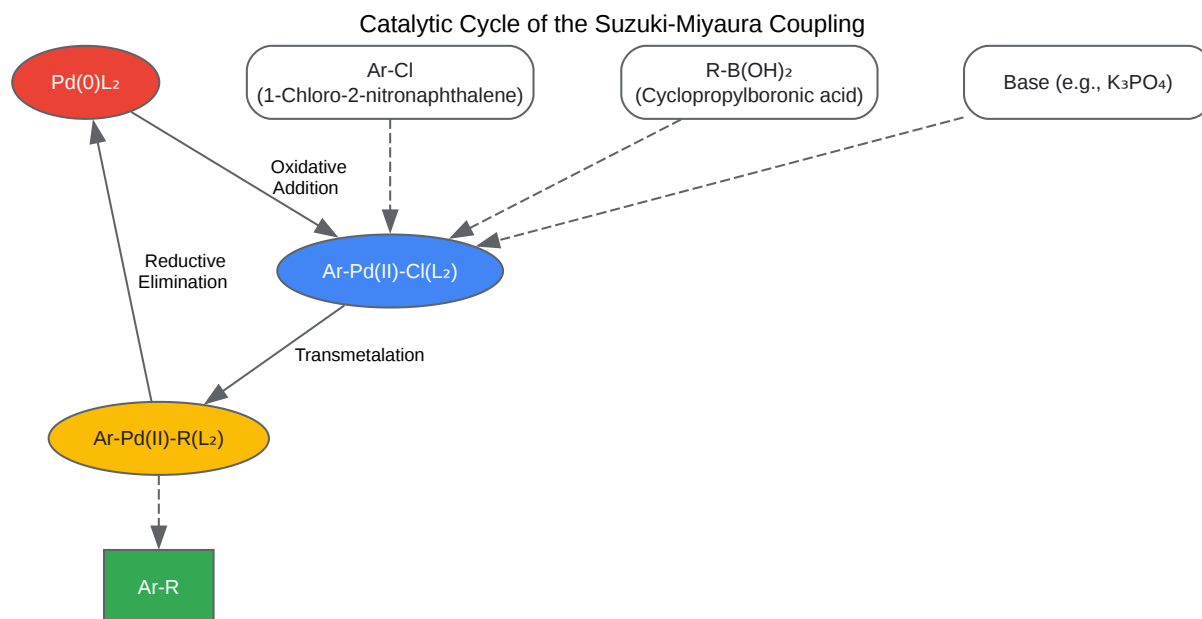 Catalytic Cycle of the Suzuki-Miyaura Coupling
Pd(0)L₂
Ar-Cl
(1-Chloro-2-nitronaphthalene)
R-B(OH)₂
(Cyclopropylboronic acid)
Base (e.g., K₃PO₄)
Oxidative
Addition
Reductive
Elimination
Ar-Pd(II)-Cl(L₂)
Transmetalation
Ar-Pd(II)-R(L₂)
Ar-R